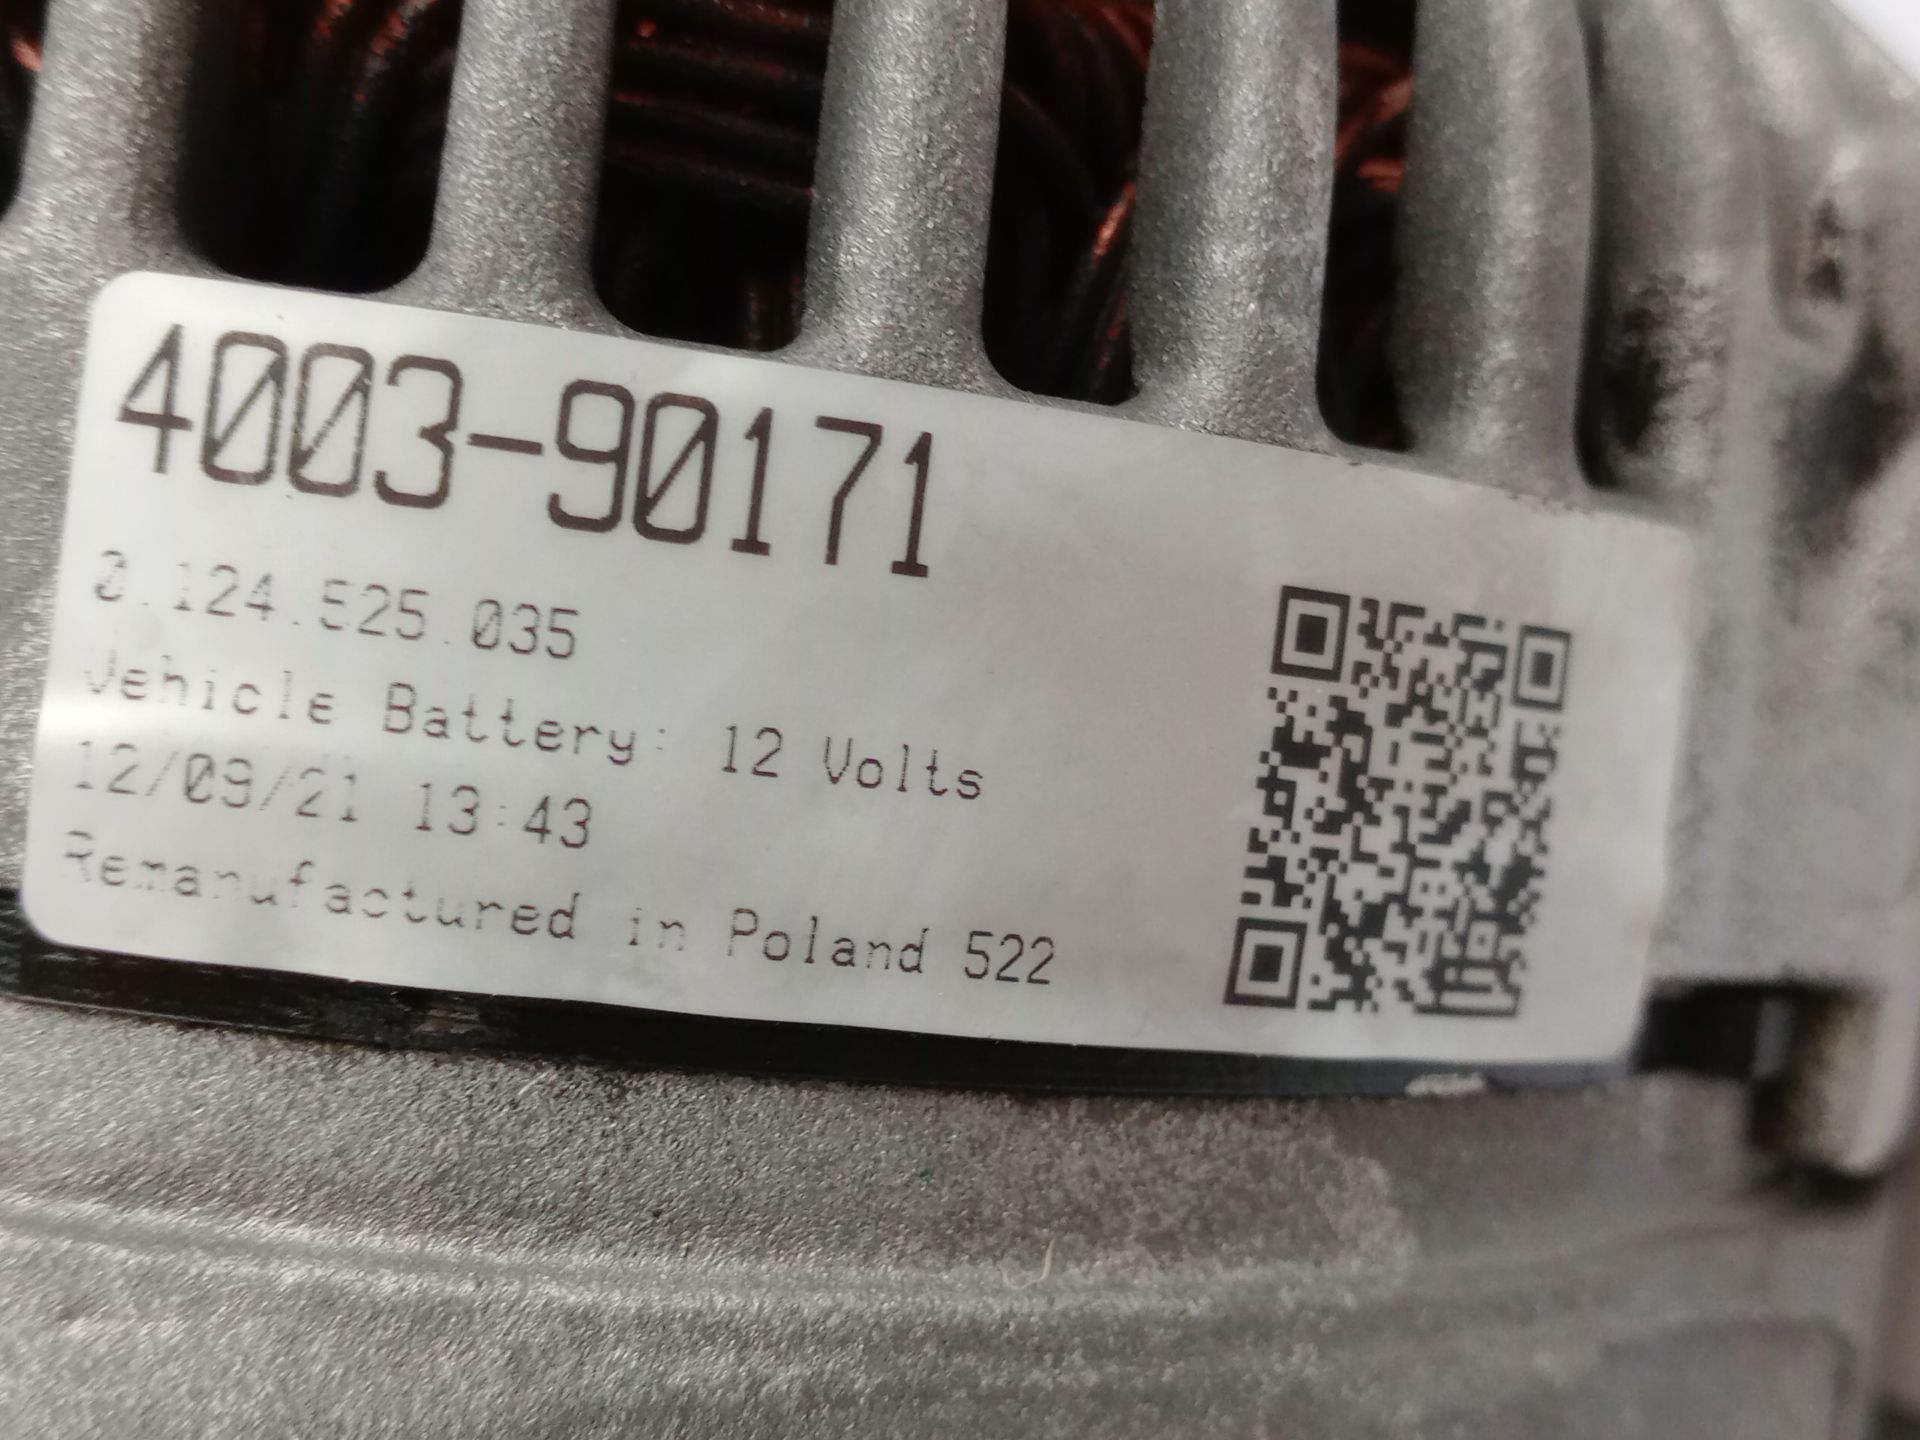 4003-90171
0.124.525.035
Vehicle Battery: 12 Volts
12/09/21 13:43
Remanufactured in Poland 522